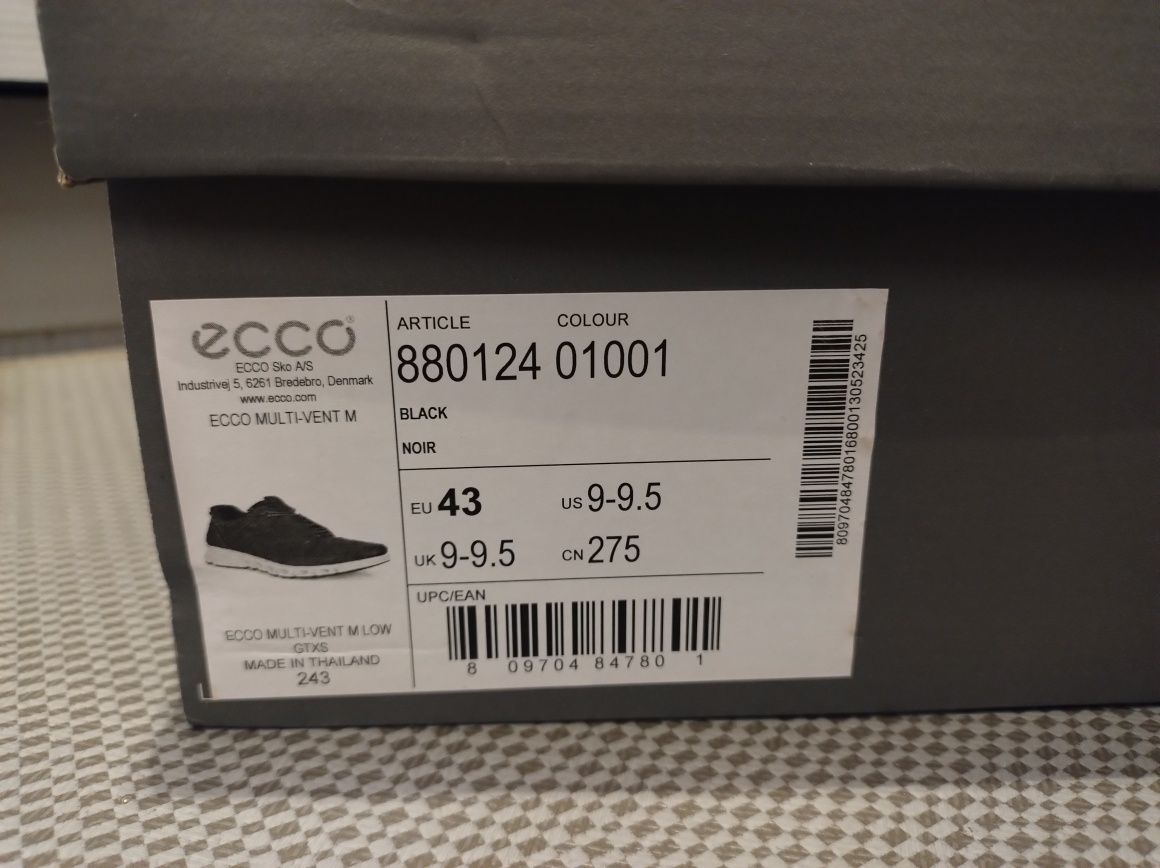 ecco®
ECCO Sko A/S
Industrivej 5, 6261 Bredebro, Denmark
www.ecco.com
ECCO MULTI-VENT M
ECCO MULTI-VENT M LOW
GTXS
MADE IN THAILAND
243
ARTICLE COLOUR
880124 01001
BLACK
NOIR
EU 43 US 9-9.5
UK 9-9.5 CN 275
UPC/EAN
8 09704 84780 1
8097048478016800130523425